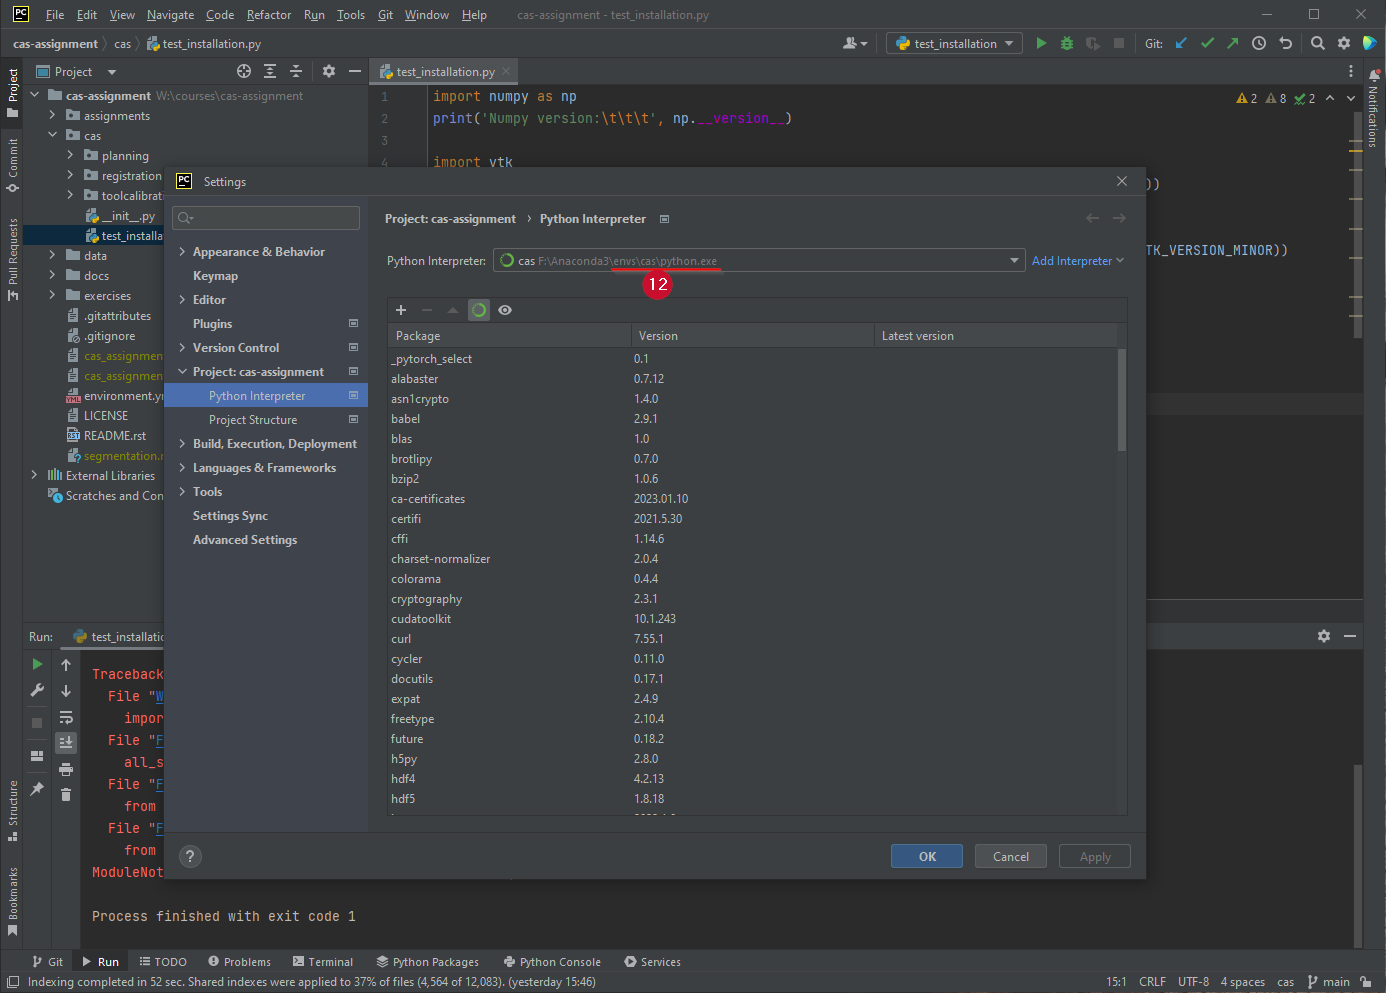 PC File Edit View Navigate Code Refactor Run Tools Git Window Help cas-assignment - test_installation.py
cas-assignment cas test_installation.py test_installation Git:
Project test_installation.py
Project
Commit
Pull Requests
Structure
Bookmarks
Notifications
cas-assignment W:\courses\cas-assignment
assignments
cas
planning
registration
toolcalibrati
__init__.py
test_installa
data
docs
exercises
.gitattributes
.gitignore
cas_assignmen
cas_assignmen
environment.y
LICENSE
README.rst
segmentation.
External Libraries
Scratches and Con
1 import numpy as np
2 print('Numpy version:\t\t\t', np.__version__)
3
4 import vtk
2 8 2
))
TK_VERSION_MINOR))
PC Settings
Appearance & Behavior
Keymap
Editor
Plugins
Version Control
Project: cas-assignment
Python Interpreter
Project Structure
Build, Execution, Deployment
Languages & Frameworks
Tools
Settings Sync
Advanced Settings
Project: cas-assignment › Python Interpreter
Python Interpreter: cas F:\Anaconda3\envs\cas\python.exe Add Interpreter
12
Package Version Latest version
_pytorch_select 0.1
alabaster 0.7.12
asn1crypto 1.4.0
babel 2.9.1
blas 1.0
brotlipy 0.7.0
bzip2 1.0.6
ca-certificates 2023.01.10
certifi 2021.5.30
cffi 1.14.6
charset-normalizer 2.0.4
colorama 0.4.4
cryptography 2.3.1
cudatoolkit 10.1.243
curl 7.55.1
cycler 0.11.0
docutils 0.17.1
expat 2.4.9
freetype 2.10.4
future 0.18.2
h5py 2.8.0
hdf4 4.2.13
hdf5 1.8.18
? OK Cancel Apply
Run: test_installatio
Traceback
File "W
impor
File "F
all_s
File "F
from
File "F
from
ModuleNot
Process finished with exit code 1
Git Run TODO Problems Terminal Python Packages Python Console Services
Indexing completed in 52 sec. Shared indexes were applied to 37% of files (4,564 of 12,083). (yesterday 15:46) 15:1 CRLF UTF-8 4 spaces cas main